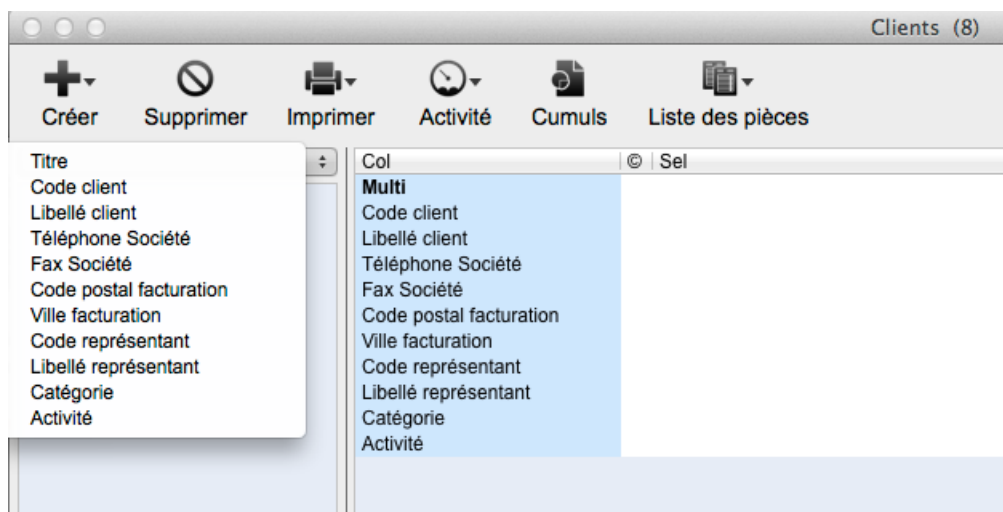 Clients (8)
Créer Supprimer Imprimer Activité Cumuls Liste des pièces
Titre
Code client
Libellé client
Téléphone Société
Fax Société
Code postal facturation
Ville facturation
Code représentant
Libellé représentant
Catégorie
Activité
Col © Sel
Multi
Code client
Libellé client
Téléphone Société
Fax Société
Code postal facturation
Ville facturation
Code représentant
Libellé représentant
Catégorie
Activité